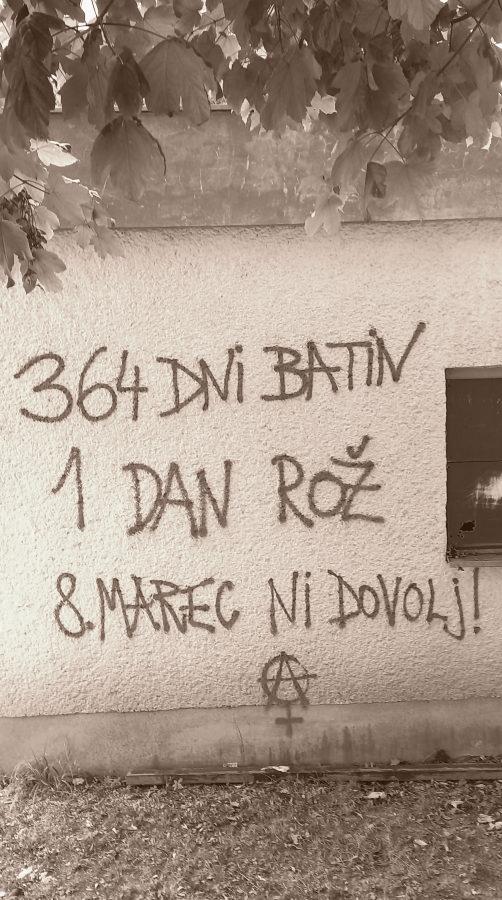 364 DNi BATiN
1 DAN ROŽ
8. MAREC Ni DOVOLj!